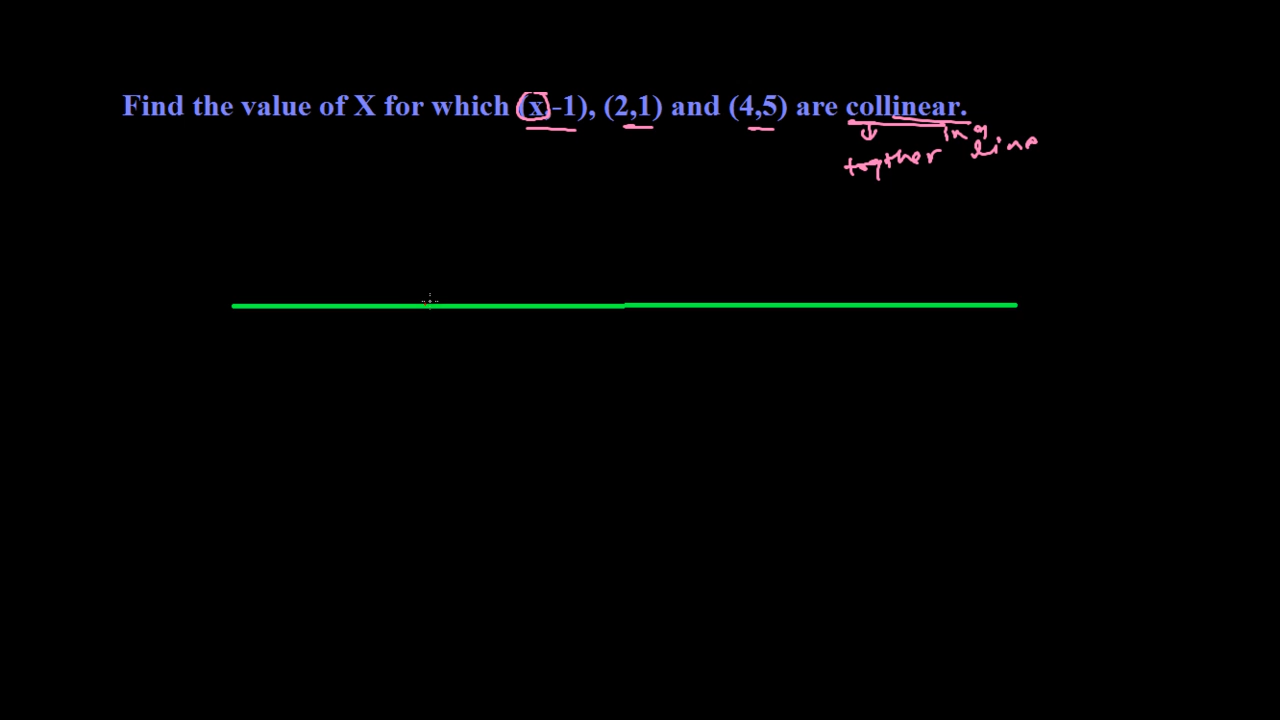 Find the value of X for which (x,-1), (2,1) and (4,5) are collinear.
in a
together line